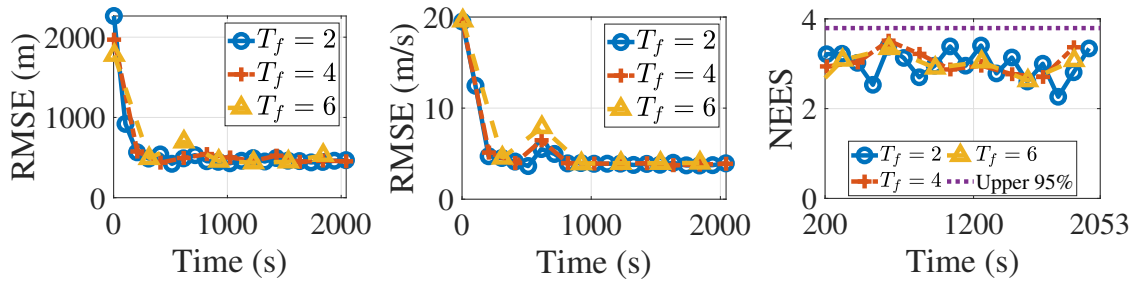 2000
1000
0
RMSE (m)
T_f = 2
T_f = 4
T_f = 6
0 1000 2000
Time (s)
20
10
0
RMSE (m/s)
T_f = 2
T_f = 4
T_f = 6
0 1000 2000
Time (s)
4
2
0
NEES
T_f = 2 T_f = 6
T_f = 4 Upper 95%
200 1200 2053
Time (s)